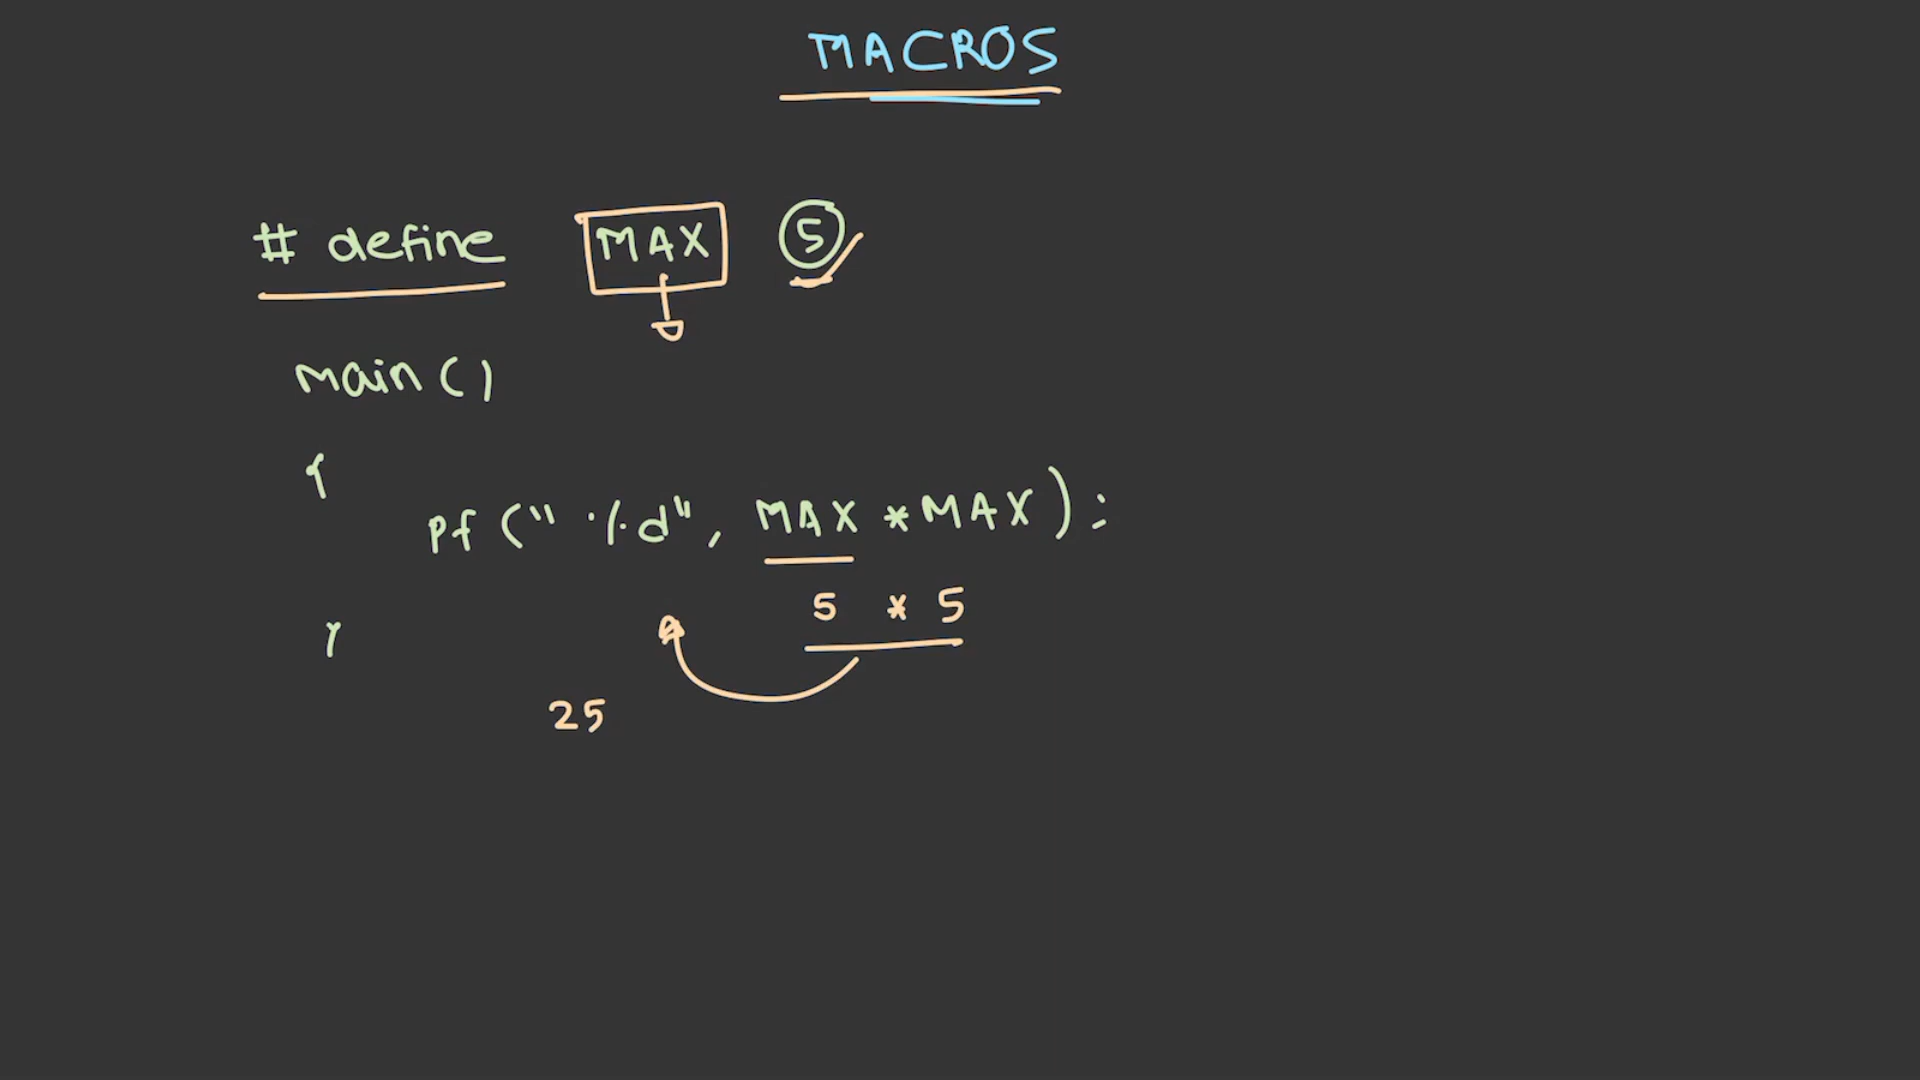 MACROS
# define MAX 5
main()
{
pf("%d", MAX * MAX);
5 * 5
}
25